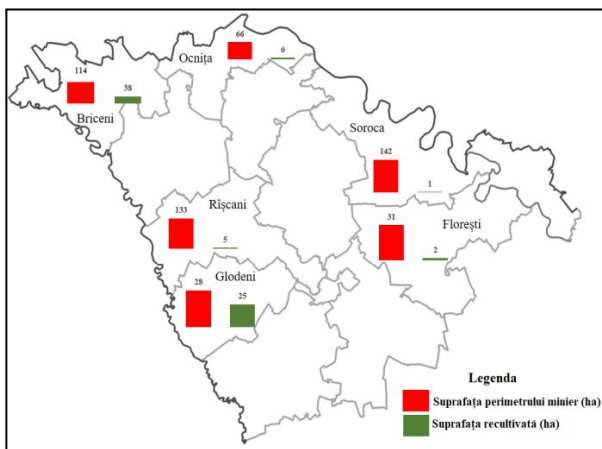 66
Ocnița
6
114
38
Briceni
Soroca
142
1
Rîșcani
133
5
31
Florești
2
Glodeni
28
25
Legenda
Suprafața perimetrului minier (ha)
Suprafața recultivată (ha)